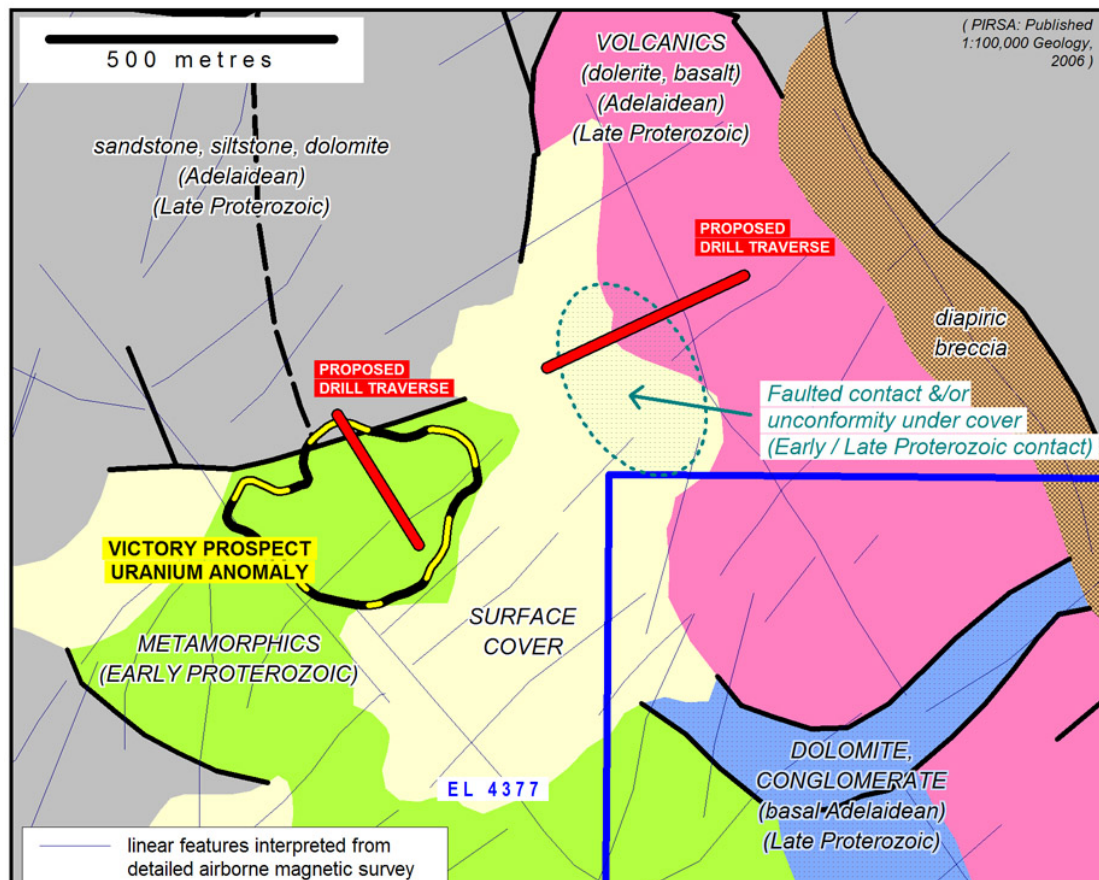 500 metres
( PIRSA: Published
1:100,000 Geology,
2006 )
VOLCANICS
(dolerite, basalt)
(Adelaidean)
(Late Proterozoic)
sandstone, siltstone, dolomite
(Adelaidean)
(Late Proterozoic)
PROPOSED
DRILL TRAVERSE
diapiric
breccia
PROPOSED
DRILL TRAVERSE
Faulted contact &/or
unconformity under cover
(Early / Late Proterozoic contact)
VICTORY PROSPECT
URANIUM ANOMALY
SURFACE
COVER
METAMORPHICS
(EARLY PROTEROZOIC)
DOLOMITE,
CONGLOMERATE
(basal Adelaidean)
(Late Proterozoic)
EL 4377
linear features interpreted from
detailed airborne magnetic survey